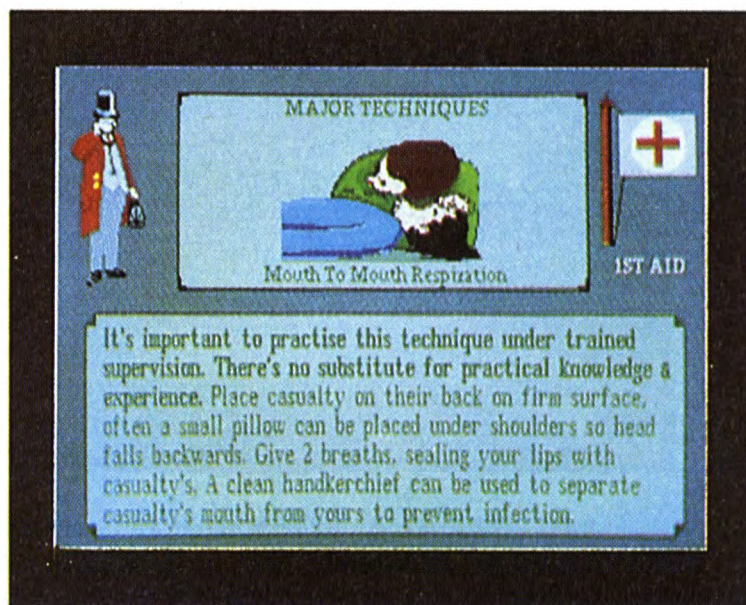 MAJOR TECHNIQUES
Mouth To Mouth Respiration
1ST AID
It's important to practise this technique under trained
supervision. There's no substitute for practical knowledge &
experience. Place casualty on their back on firm surface,
often a small pillow can be placed under shoulders so head
falls backwards. Give 2 breaths, sealing your lips with
casualty's. A clean handkerchief can be used to separate
casualty's mouth from yours to prevent infection.